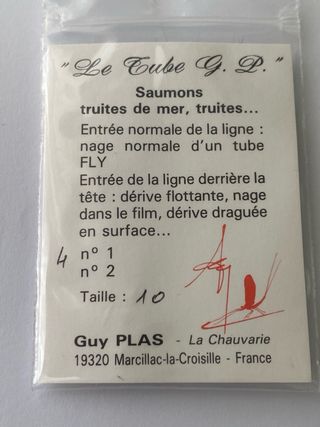 "Le Tube G. P."
Saumons
truites de mer, truites...
Entrée normale de la ligne :
nage normale d'un tube
FLY
Entrée de la ligne derrière la
tête : dérive flottante, nage
dans le film, dérive draguée
en surface...
4 n° 1
n° 2
Taille : 10
Guy PLAS - La Chauvarie
19320 Marcillac-la-Croisille - France